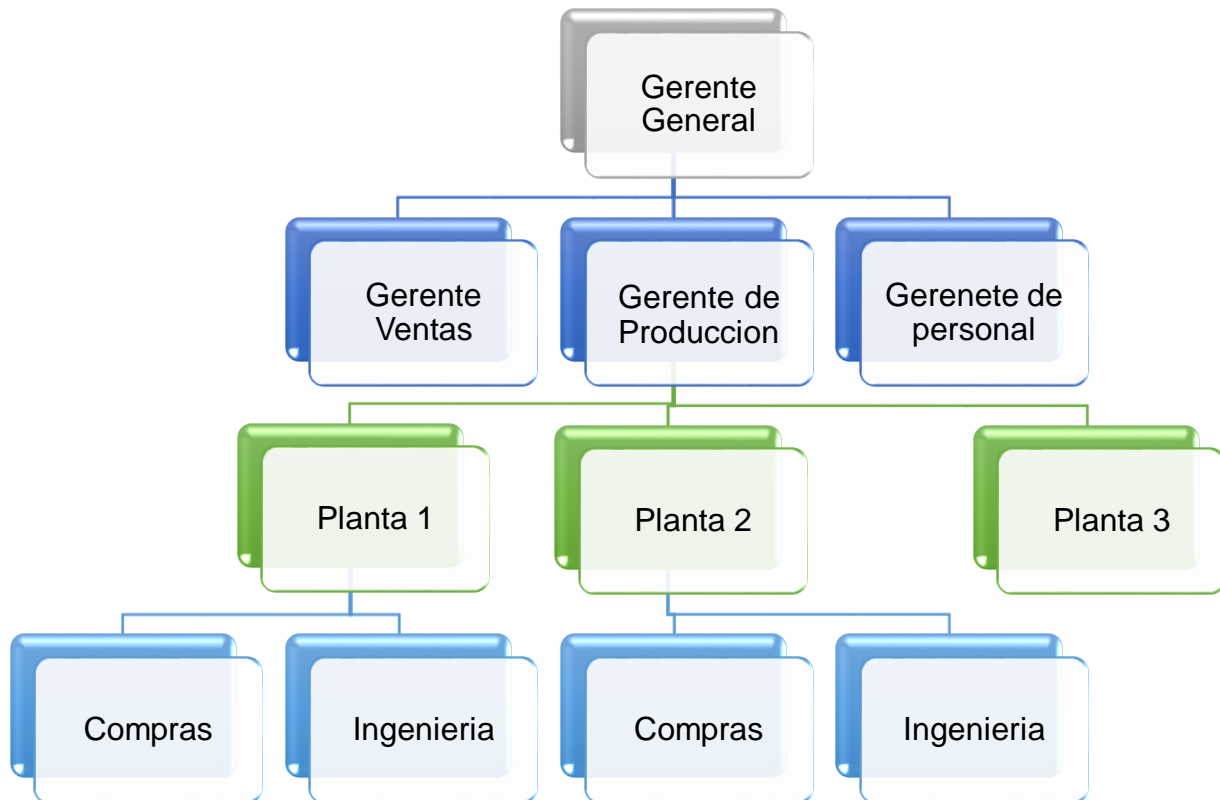 Gerente
General
Gerente
Ventas
Gerente de
Produccion
Gerenete de
personal
Planta 1
Planta 2
Planta 3
Compras
Ingenieria
Compras
Ingenieria